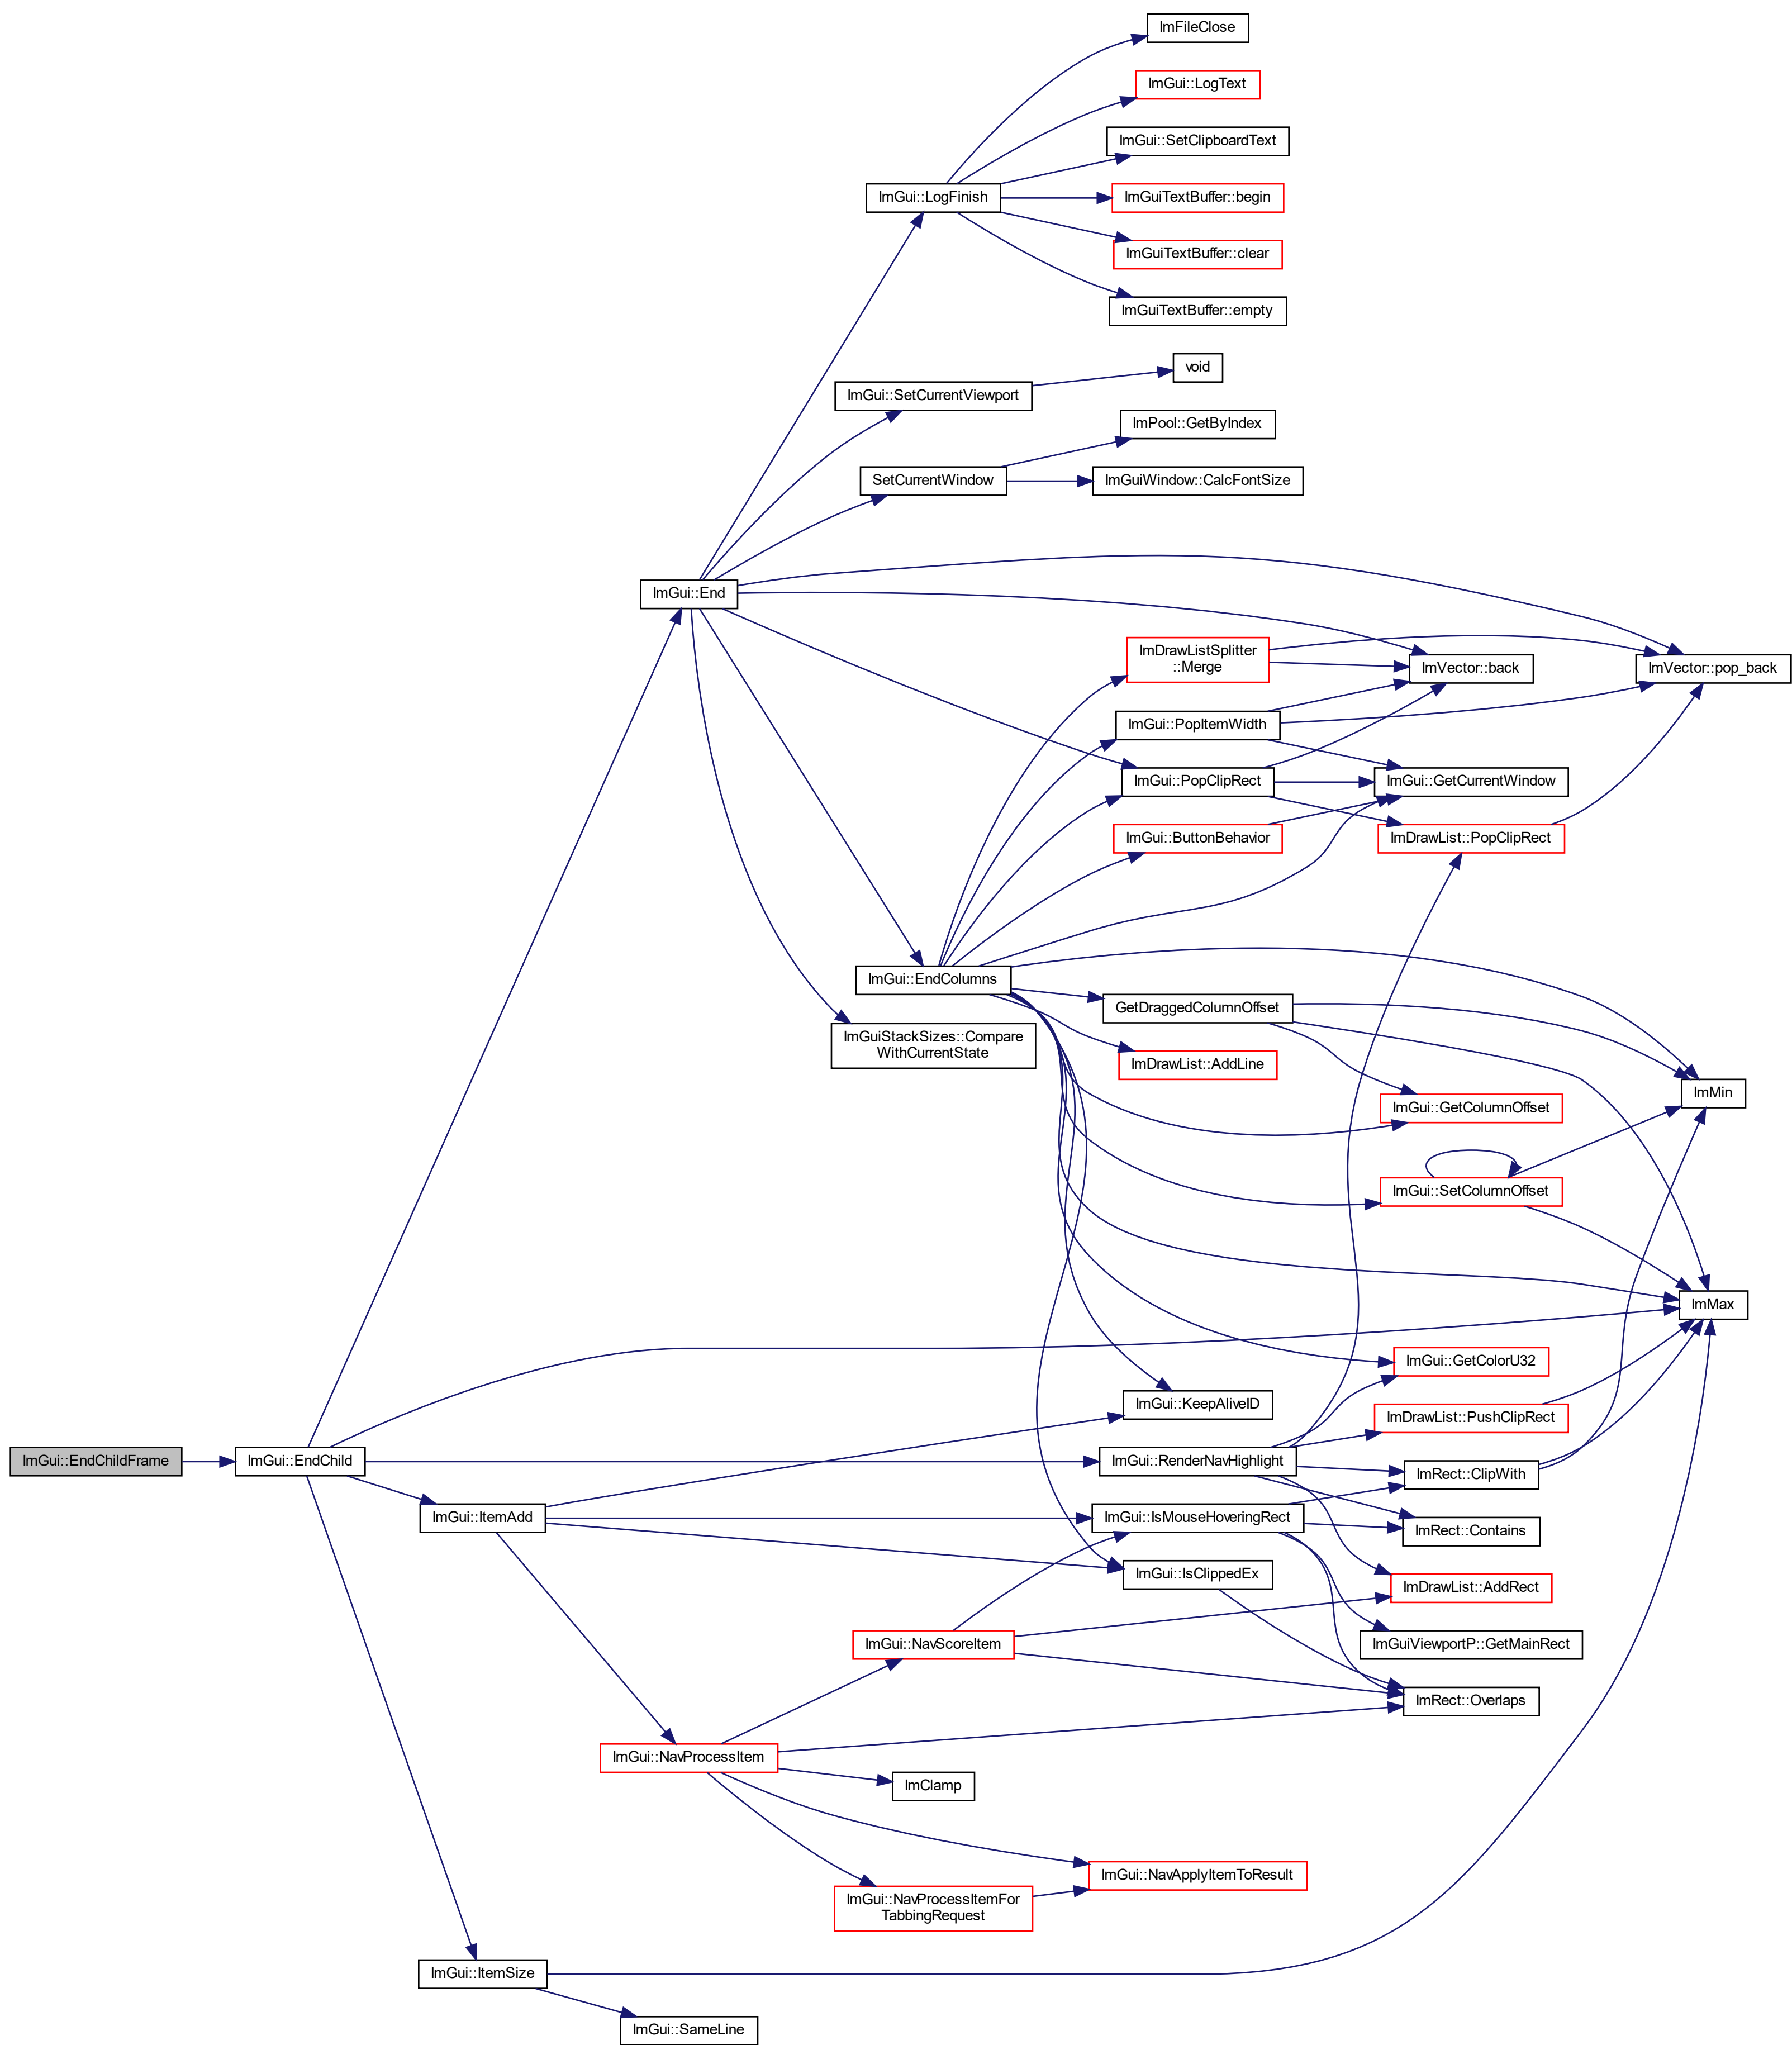 ImFileClose
ImGui::LogText
ImGui::SetClipboardText
ImGui::LogFinish
ImGuiTextBuffer::begin
ImGuiTextBuffer::clear
ImGuiTextBuffer::empty
void
ImGui::SetCurrentViewport
ImPool::GetByIndex
SetCurrentWindow
ImGuiWindow::CalcFontSize
ImGui::End
ImDrawListSplitter
::Merge
ImVector::back
ImVector::pop_back
ImGui::PopItemWidth
ImGui::PopClipRect
ImGui::GetCurrentWindow
ImGui::ButtonBehavior
ImDrawList::PopClipRect
ImGui::EndColumns
GetDraggedColumnOffset
ImGuiStackSizes::Compare
WithCurrentState
ImDrawList::AddLine
ImMin
ImGui::GetColumnOffset
ImGui::SetColumnOffset
ImMax
ImGui::GetColorU32
ImGui::KeepAliveID
ImDrawList::PushClipRect
ImGui::EndChildFrame
ImGui::EndChild
ImGui::RenderNavHighlight
ImRect::ClipWith
ImGui::ItemAdd
ImGui::IsMouseHoveringRect
ImRect::Contains
ImGui::IsClippedEx
ImDrawList::AddRect
ImGui::NavScoreItem
ImGuiViewportP::GetMainRect
ImRect::Overlaps
ImGui::NavProcessItem
ImClamp
ImGui::NavApplyItemToResult
ImGui::NavProcessItemFor
TabbingRequest
ImGui::ItemSize
ImGui::SameLine